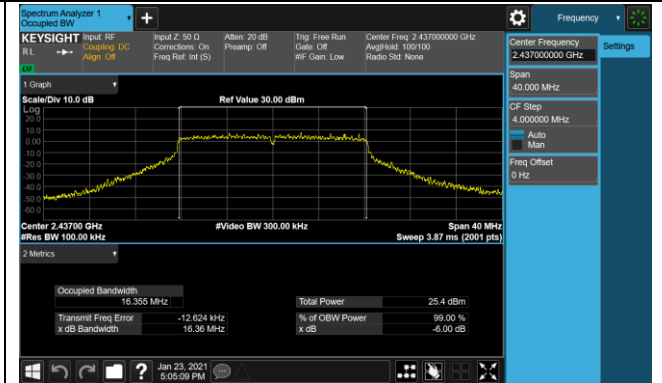 Spectrum Analyzer 1
Occupied BW
+
Frequency
KEYSIGHT
Input: RF
Coupling: DC
Align: Off
Input Z: 50 Ω
Corrections: On
Freq Ref: Int (S)
Atten: 20 dB
Preamp: Off
Trig: Free Run
Gate: Off
#IF Gain: Low
Center Freq: 2.437000000 GHz
Avg|Hold: 100/100
Radio Std: None
R L
Center Frequency
2.437000000 GHz
Settings
Span
40.000 MHz
CF Step
4.000000 MHz
Auto
Man
Freq Offset
0 Hz
1 Graph
Scale/Div 10.0 dB
Ref Value 30.00 dBm
Log
20.0
10.0
0.00
-10.0
-20.0
-30.0
-40.0
-50.0
-60.0
Center 2.43700 GHz
#Video BW 300.00 kHz
Span 40 MHz
#Res BW 100.00 kHz
Sweep 3.87 ms (2001 pts)
2 Metrics
Occupied Bandwidth
16.355 MHz
Total Power
25.4 dBm
Transmit Freq Error
-12.624 kHz
% of OBW Power
99.00 %
x dB Bandwidth
16.36 MHz
x dB
-6.00 dB
?
Jan 23, 2021
5:05:09 PM